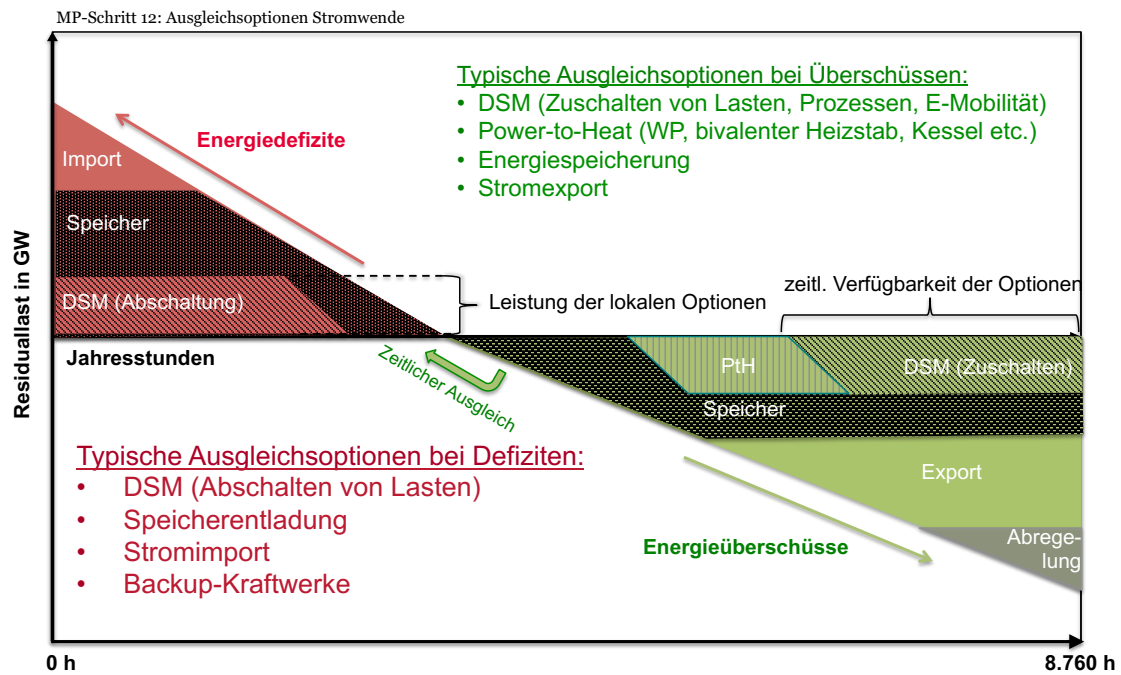 MP-Schritt 12: Ausgleichsoptionen Stromwende
Typische Ausgleichsoptionen bei Überschüssen:
• DSM (Zuschalten von Lasten, Prozessen, E-Mobilität)
• Power-to-Heat (WP, bivalenter Heizstab, Kessel etc.)
• Energiespeicherung
• Stromexport
Energiedefizite
Import
Speicher
DSM (Abschaltung)
Leistung der lokalen Optionen
zeitl. Verfügbarkeit der Optionen
Residuallast in GW
Jahresstunden
Zeitlicher Ausgleich
PtH
DSM (Zuschalten)
Speicher
Export
Abrege-
lung
Energieüberschüsse
Typische Ausgleichsoptionen bei Defiziten:
• DSM (Abschalten von Lasten)
• Speicherentladung
• Stromimport
• Backup-Kraftwerke
0 h
8.760 h